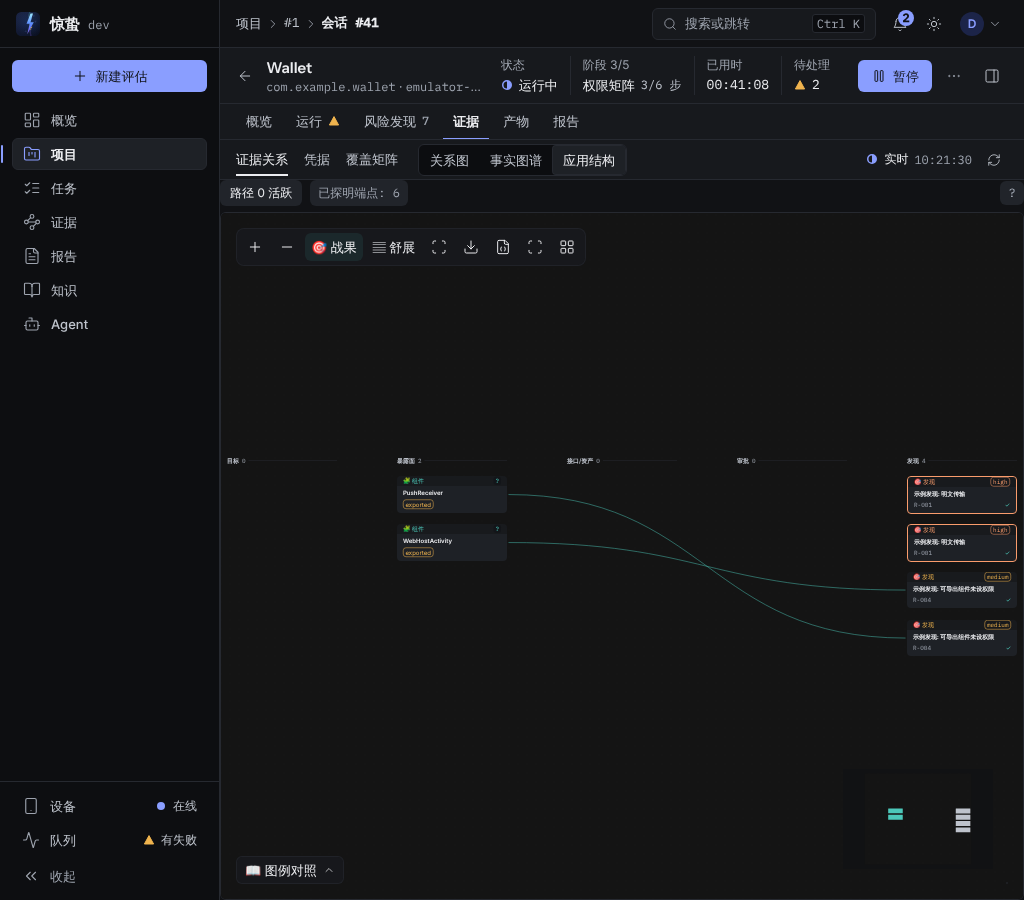 惊蛰 dev
项目 > #1 > 会话 #41
搜索或跳转 Ctrl K
2
D
新建评估
概览
项目
任务
证据
报告
知识
Agent
设备 在线
队列 有失败
收起
Wallet
com.example.wallet·emulator-…
状态
运行中
阶段 3/5
权限矩阵 3/6 步
已用时
00:41:08
待处理
2
暂停
概览 运行 风险发现 7 证据 产物 报告
证据关系 凭据 覆盖矩阵 关系图 事实图谱 应用结构
实时 10:21:30
路径 0 活跃 已探明端点: 6 ?
战果 舒展
目标 0
暴露面 2
接口/资产 0
审批 0
发现 4
组件 ?
PushReceiver
exported
组件 ?
WebHostActivity
exported
发现 high
示例发现: 明文传输
R-001 ✓
发现 high
示例发现: 明文传输
R-001 ✓
发现 medium
示例发现: 可导出组件未设权限
R-004 ✓
发现 medium
示例发现: 可导出组件未设权限
R-004 ✓
图例对照